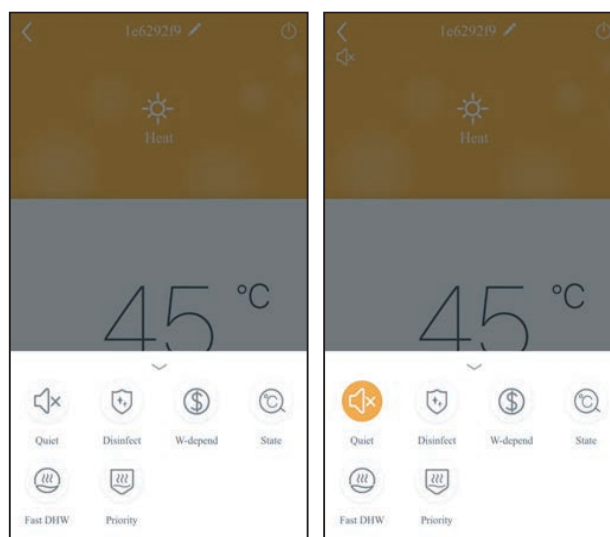 1e6292f9
Heat
45 °C
Quiet Disinfect W-depend State
Fast DHW Priority
1e6292f9
Heat
45 °C
Quiet Disinfect W-depend State
Fast DHW Priority